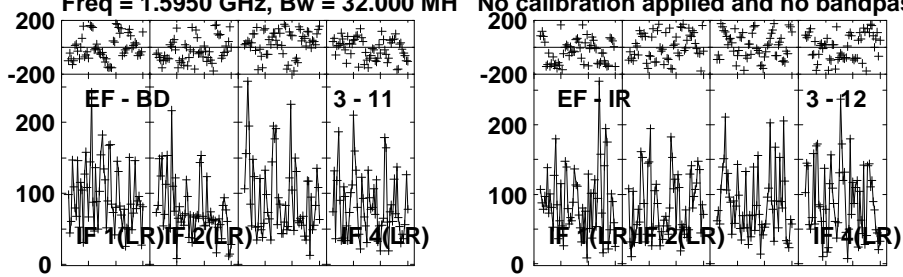 Freq = 1.5950 GHz, Bw = 32.000 MH No calibration applied and no bandpas
200
-200
EF - BD 3 - 11
200
100
0
IF 1(LR) IF 2(LR) IF 4(LR)
200
-200
EF - IR 3 - 12
200
100
0
IF 1(LR) IF 2(LR) IF 4(LR)